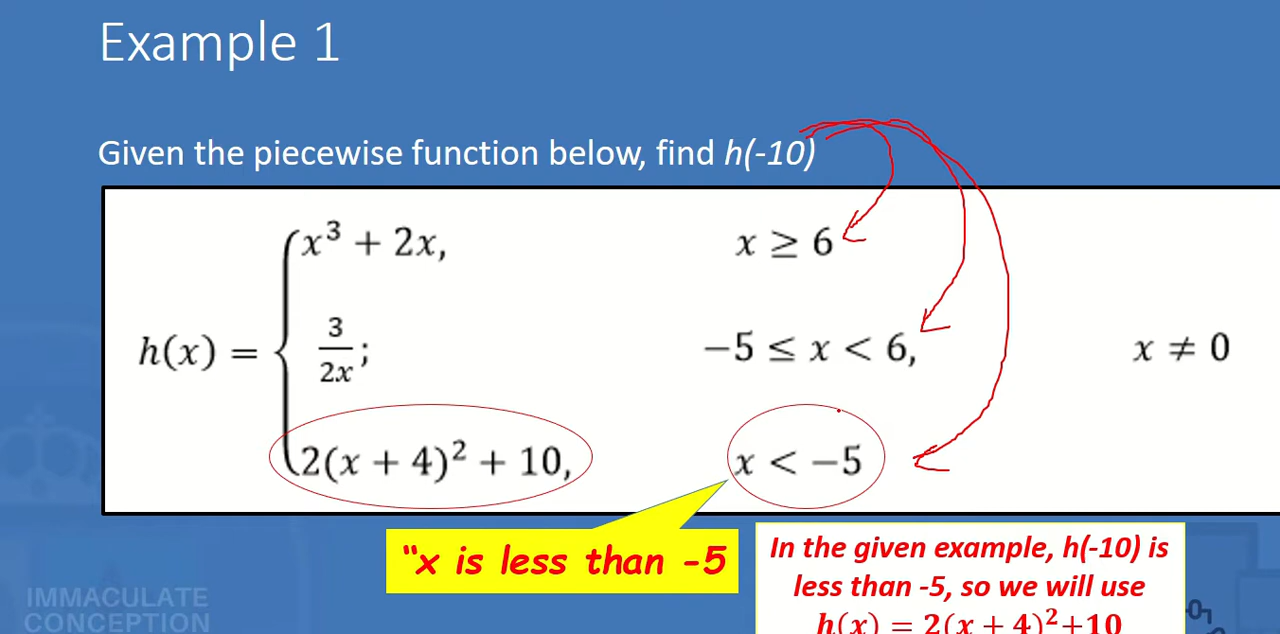 Example 1
Given the piecewise function below, find h(-10)
x³ + 2x, x ≥ 6
h(x) = { 3/2x; −5 ≤ x < 6, x ≠ 0
2(x + 4)² + 10, x < −5
“x is less than -5
In the given example, h(-10) is
less than -5, so we will use
h(x) = 2(x + 4)²+10
IMMACULATE
CONCEPTION